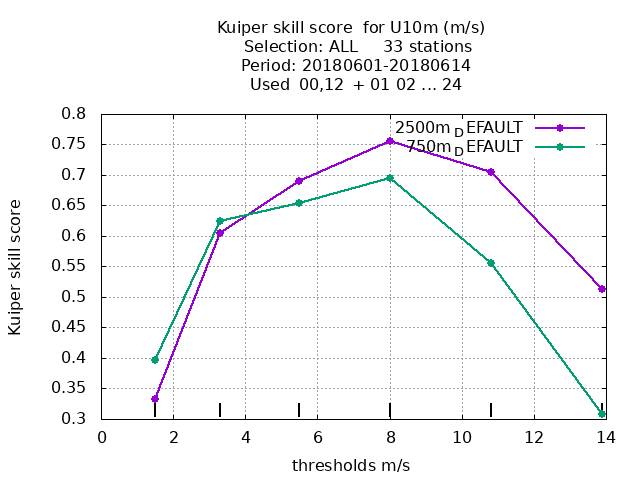 Kuiper skill score  for U10m (m/s)
Selection: ALL     33 stations
Period: 20180601-20180614
Used  00,12  + 01 02 ... 24
2500m_DEFAULT
750m_DEFAULT
0.8
0.75
0.7
0.65
0.6
0.55
0.5
0.45
0.4
0.35
0.3
Kuiper skill score
0 2 4 6 8 10 12 14
thresholds m/s